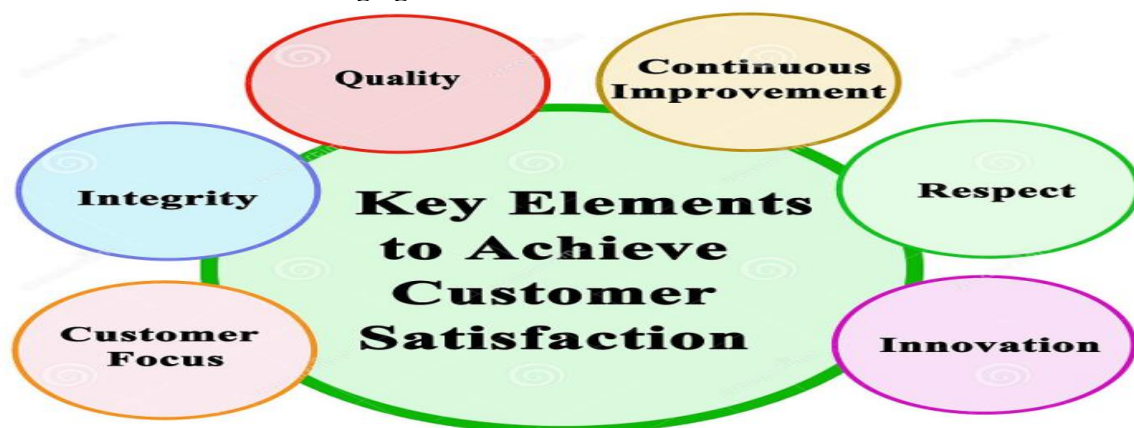 Quality
Continuous
Improvement
Integrity
Respect
Key Elements
to Achieve
Customer
Satisfaction
Customer
Focus
Innovation